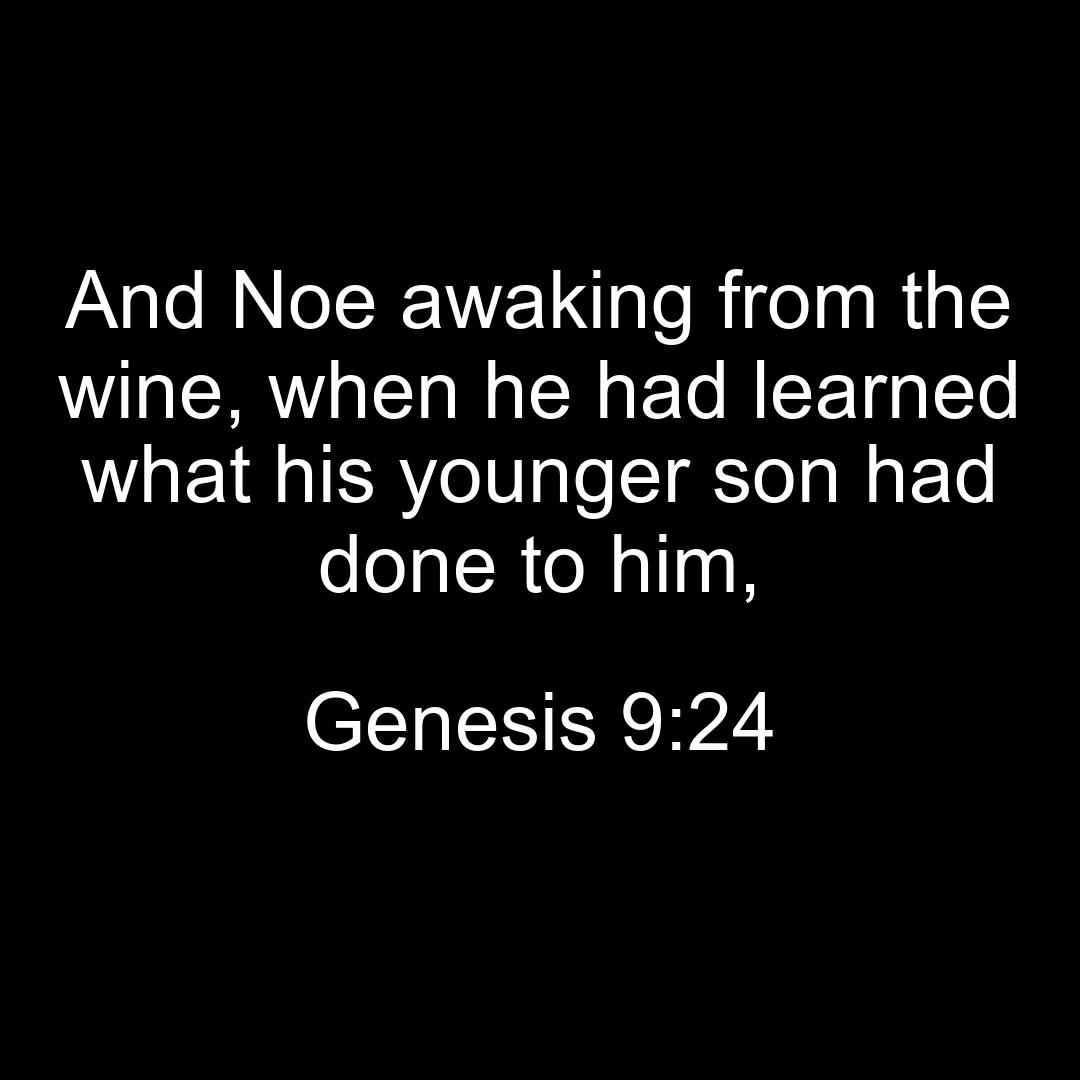 And Noe awaking from the
wine, when he had learned
what his younger son had
done to him,
Genesis 9:24